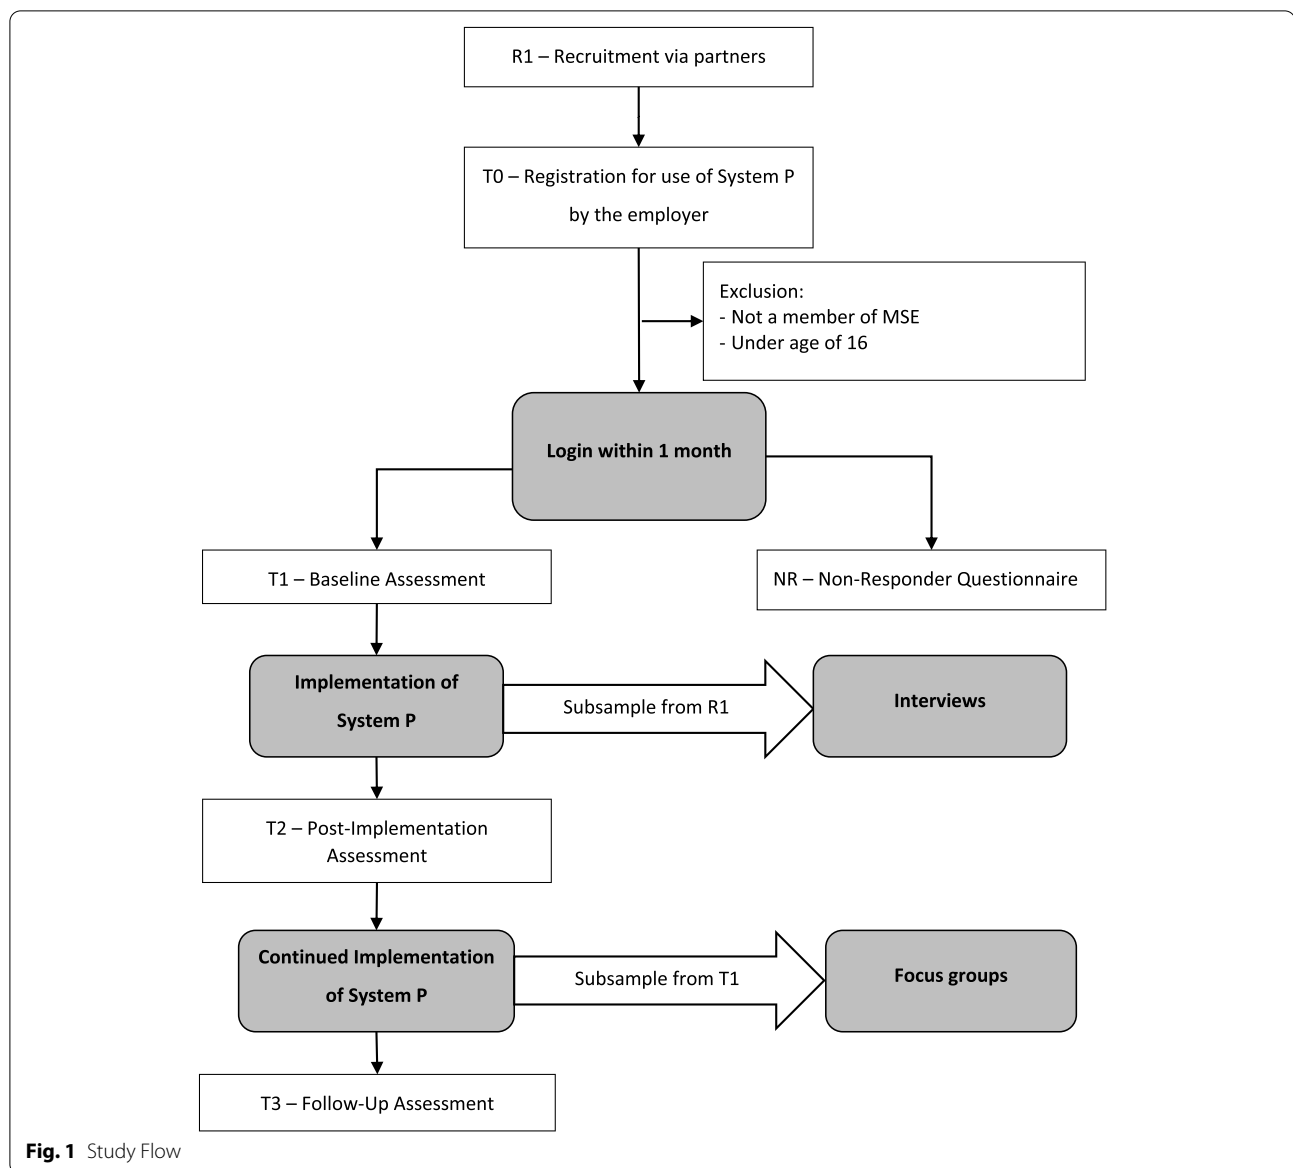 R1 – Recruitment via partners
T0 – Registration for use of System P
by the employer
Exclusion:
- Not a member of MSE
- Under age of 16
Login within 1 month
T1 – Baseline Assessment
NR – Non-Responder Questionnaire
Implementation of
System P
Subsample from R1
Interviews
T2 – Post-Implementation
Assessment
Continued Implementation
of System P
Subsample from T1
Focus groups
T3 – Follow-Up Assessment
Fig. 1 Study Flow